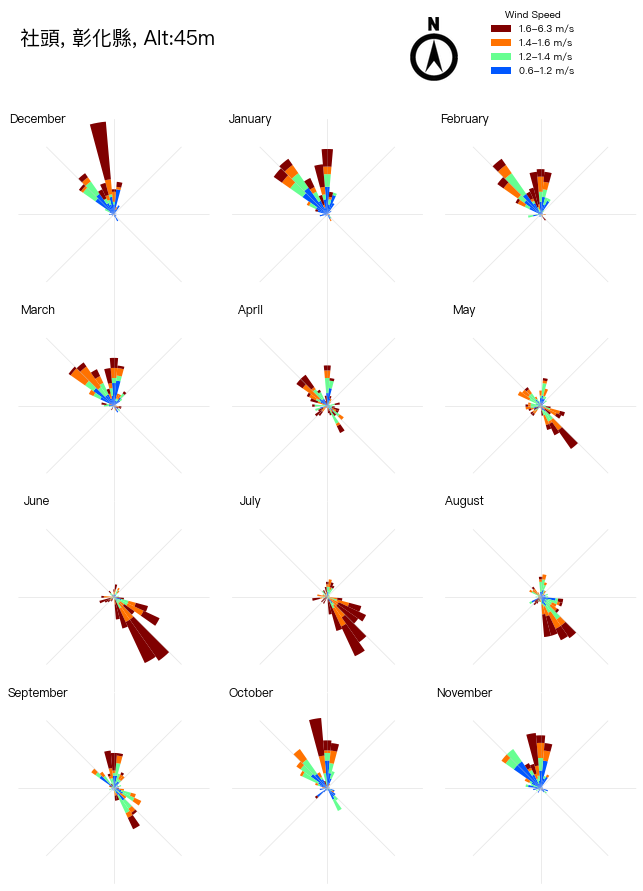 社頭, 彰化縣, Alt:45m
N
Wind Speed
1.6–6.3 m/s
1.4–1.6 m/s
1.2–1.4 m/s
0.6–1.2 m/s
December
January
February
March
April
May
June
July
August
September
October
November